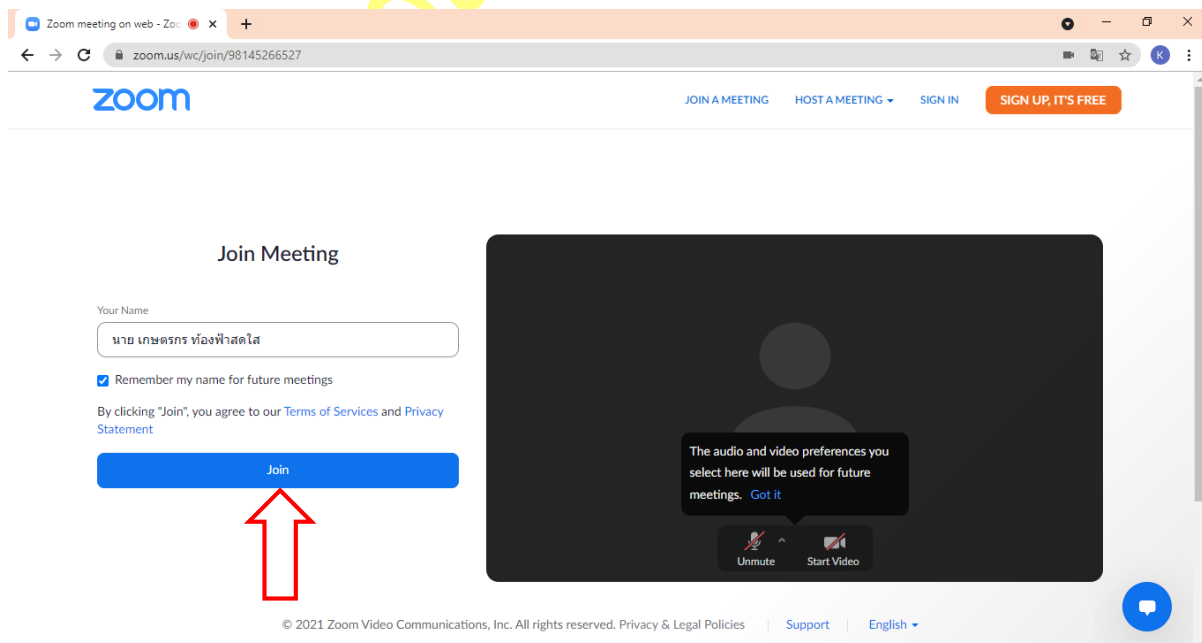 Zoom meeting on web - Zoo
zoom.us/wc/join/98145266527
K
zoom
JOIN A MEETING
HOST A MEETING
SIGN IN
SIGN UP, IT'S FREE
Join Meeting
Your Name
นาย เกษตรกร ท้องฟ้าสดใส
Remember my name for future meetings
By clicking "Join", you agree to our Terms of Services and Privacy
Statement
Join
The audio and video preferences you
select here will be used for future
meetings. Got it
Unmute
Start Video
© 2021 Zoom Video Communications, Inc. All rights reserved. Privacy & Legal Policies
Support
English